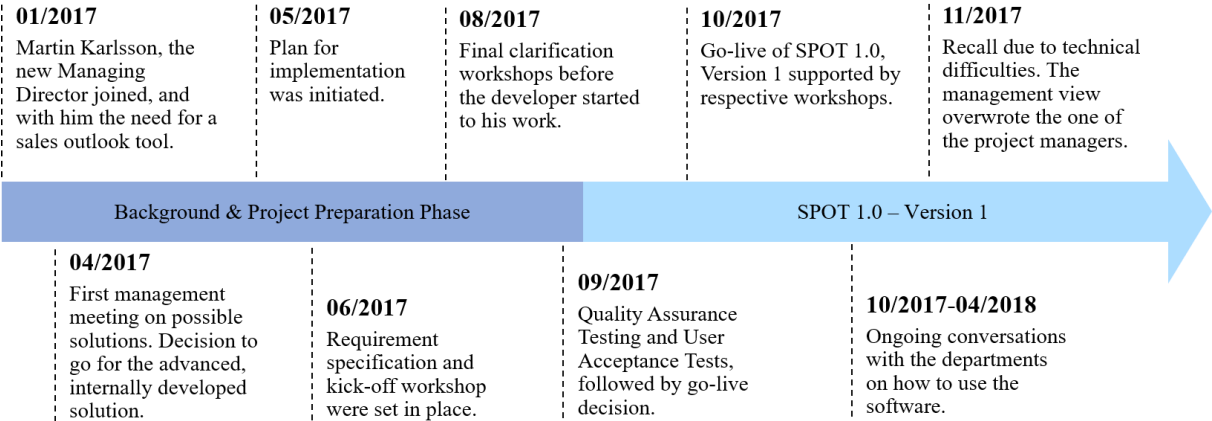 01/2017
Martin Karlsson, the
new Managing
Director joined, and
with him the need for a
sales outlook tool.
05/2017
Plan for
implementation
was initiated.
08/2017
Final clarification
workshops before
the developer started
to his work.
10/2017
Go-live of SPOT 1.0,
Version 1 supported by
respective workshops.
11/2017
Recall due to technical
difficulties. The
management view
overwrote the one of
the project managers.
Background & Project Preparation Phase
SPOT 1.0 – Version 1
04/2017
First management
meeting on possible
solutions. Decision to
go for the advanced,
internally developed
solution.
06/2017
Requirement
specification and
kick-off workshop
were set in place.
09/2017
Quality Assurance
Testing and User
Acceptance Tests,
followed by go-live
decision.
10/2017-04/2018
Ongoing conversations
with the departments
on how to use the
software.